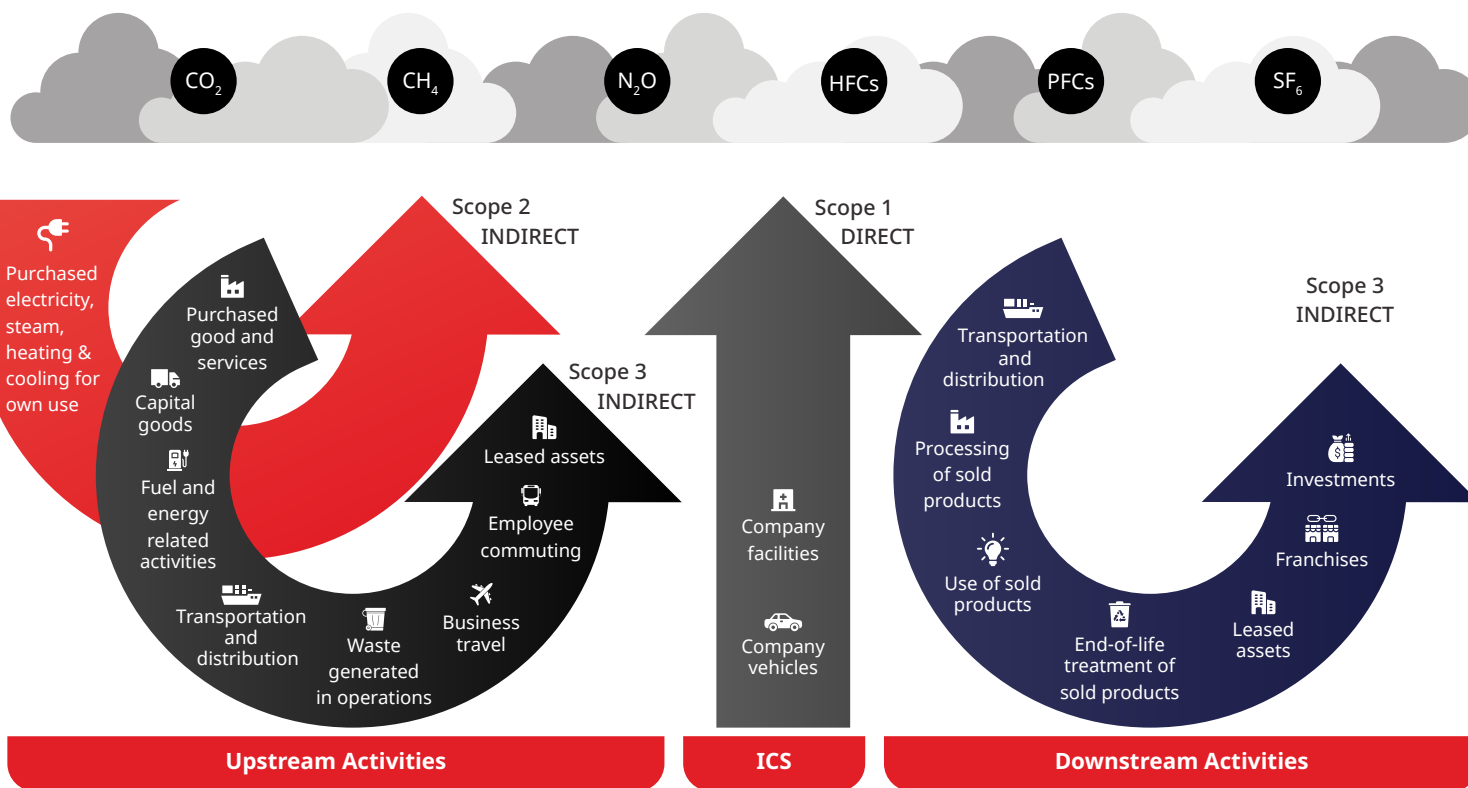 CO₂
CH₄
N₂O
HFCs
PFCs
SF₆
Purchased
electricity,
steam,
heating &
cooling for
own use
Scope 2
INDIRECT
Purchased
good and
services
Capital
goods
Fuel and
energy
related
activities
Transportation
and
distribution
Waste
generated
in operations
Business
travel
Employee
commuting
Leased assets
Scope 3
INDIRECT
Scope 1
DIRECT
Company
facilities
Company
vehicles
Transportation
and
distribution
Processing
of sold
products
Use of sold
products
End-of-life
treatment of
sold products
Leased
assets
Franchises
Investments
Scope 3
INDIRECT
Upstream Activities
ICS
Downstream Activities